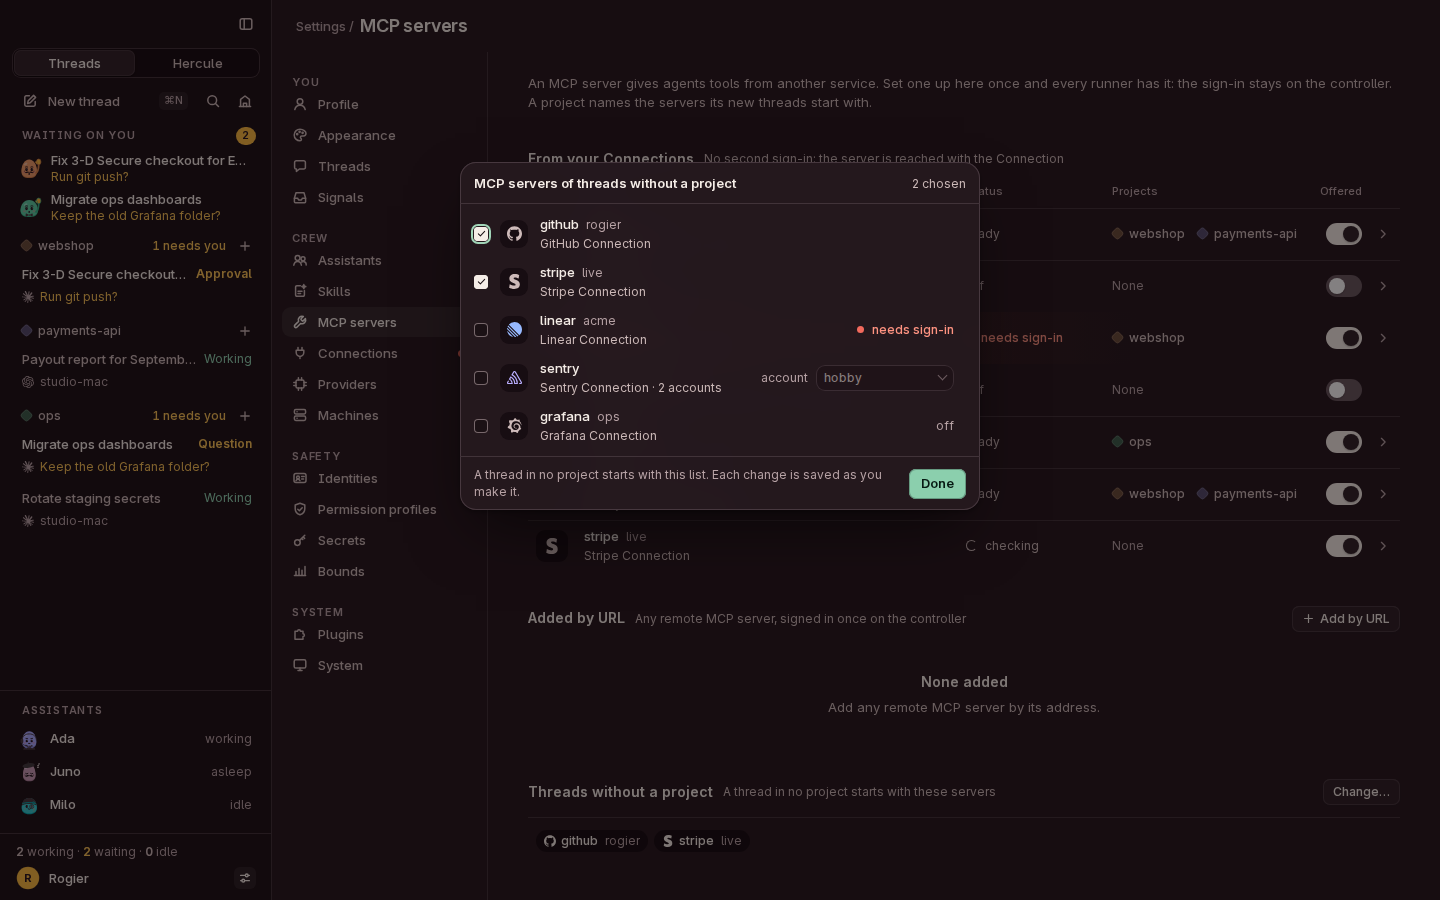 Settings / MCP servers
Threads
Hercule
New thread
⌘N
WAITING ON YOU
2
Fix 3-D Secure checkout for E…
Run git push?
Migrate ops dashboards
Keep the old Grafana folder?
webshop
1 needs you
Fix 3-D Secure checkout…
Approval
Run git push?
payments-api
Payout report for Septemb…
Working
studio-mac
ops
1 needs you
Migrate ops dashboards
Question
Keep the old Grafana folder?
Rotate staging secrets
Working
studio-mac
ASSISTANTS
Ada
working
Juno
asleep
Milo
idle
2 working · 2 waiting · 0 idle
R
Rogier
YOU
Profile
Appearance
Threads
Signals
CREW
Assistants
Skills
MCP servers
Connections
Providers
Machines
SAFETY
Identities
Permission profiles
Secrets
Bounds
SYSTEM
Plugins
System
An MCP server gives agents tools from another service. Set one up here once and every runner has it: the sign-in stays on the controller.
A project names the servers its new threads start with.
From your Connections
No second sign-in: the server is reached with the Connection
Projects
Offered
webshop
payments-api
None
needs sign-in
webshop
None
ops
webshop
payments-api
stripe live
Stripe Connection
checking
None
MCP servers of threads without a project
2 chosen
github rogier
GitHub Connection
stripe live
Stripe Connection
linear acme
Linear Connection
needs sign-in
sentry
Sentry Connection · 2 accounts
account
hobby
grafana ops
Grafana Connection
off
A thread in no project starts with this list. Each change is saved as you
make it.
Done
Added by URL
Any remote MCP server, signed in once on the controller
Add by URL
None added
Add any remote MCP server by its address.
Threads without a project
A thread in no project starts with these servers
Change…
github rogier
stripe live